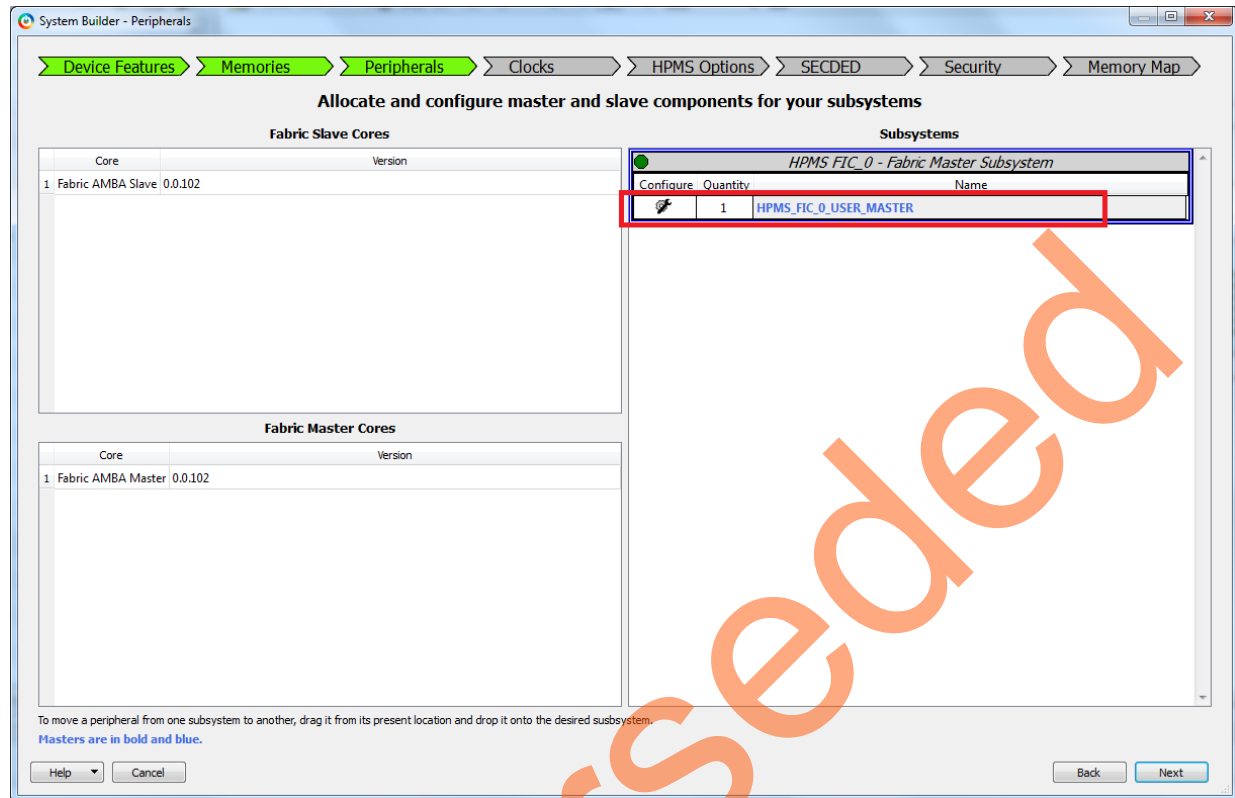 System Builder - Peripherals
Device Features Memories Peripherals Clocks HPMS Options SECDED Security Memory Map
Allocate and configure master and slave components for your subsystems
Fabric Slave Cores
Core Version
1 Fabric AMBA Slave 0.0.102
Fabric Master Cores
Core Version
1 Fabric AMBA Master 0.0.102
Subsystems
HPMS FIC_0 - Fabric Master Subsystem
Configure Quantity Name
1 HPMS_FIC_0_USER_MASTER
To move a peripheral from one subsystem to another, drag it from its present location and drop it onto the desired susbsystem.
Masters are in bold and blue.
Help Cancel Back Next
seded